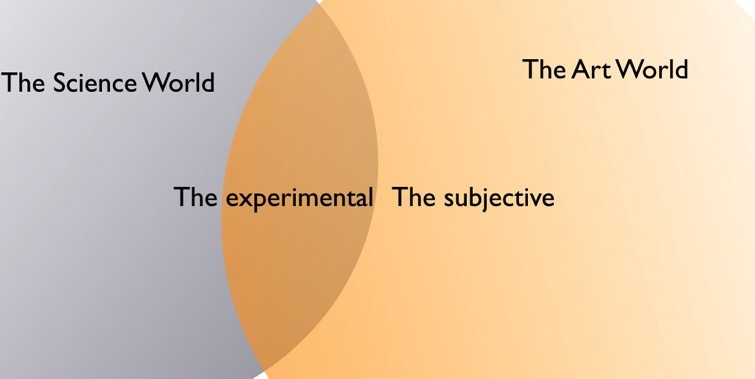 The Science World
The Art World
The experimental
The subjective